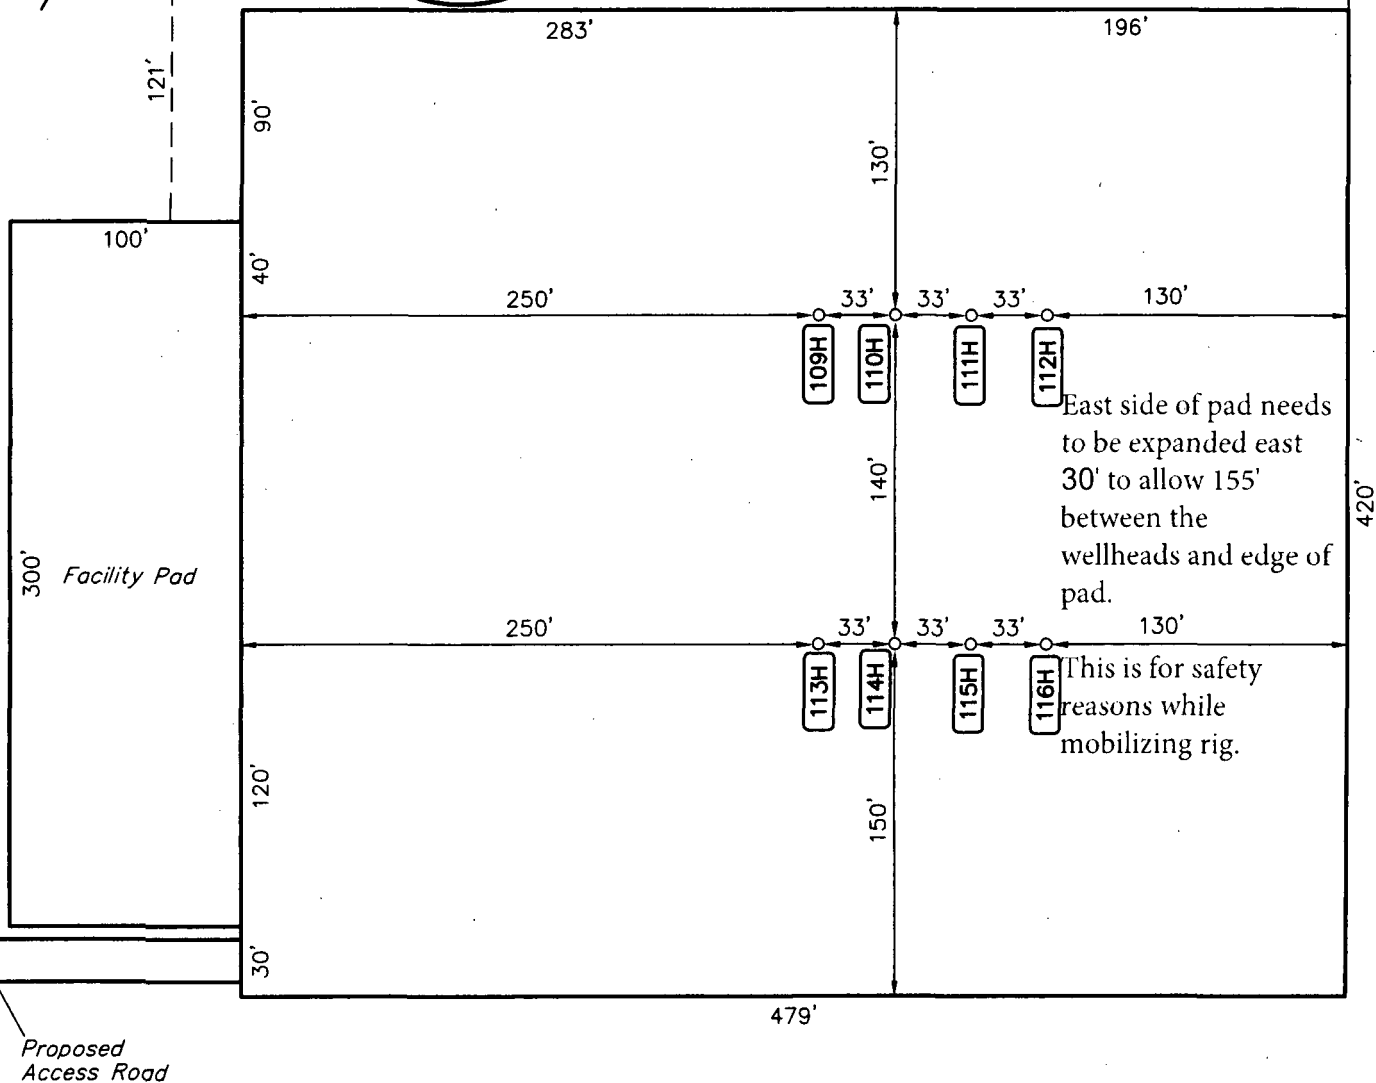 283'
196'
121'
90'
130'
100'
40'
250'
33'
33'
33'
130'
109H
110H
111H
112H
East side of pad needs
to be expanded east
30' to allow 155'
between the
wellheads and edge of
pad.
140'
420'
300'
Facility Pad
250'
33'
33'
33'
130'
113H
114H
115H
116H
This is for safety
reasons while
mobilizing rig.
120'
150'
30'
479'
Proposed
Access Road